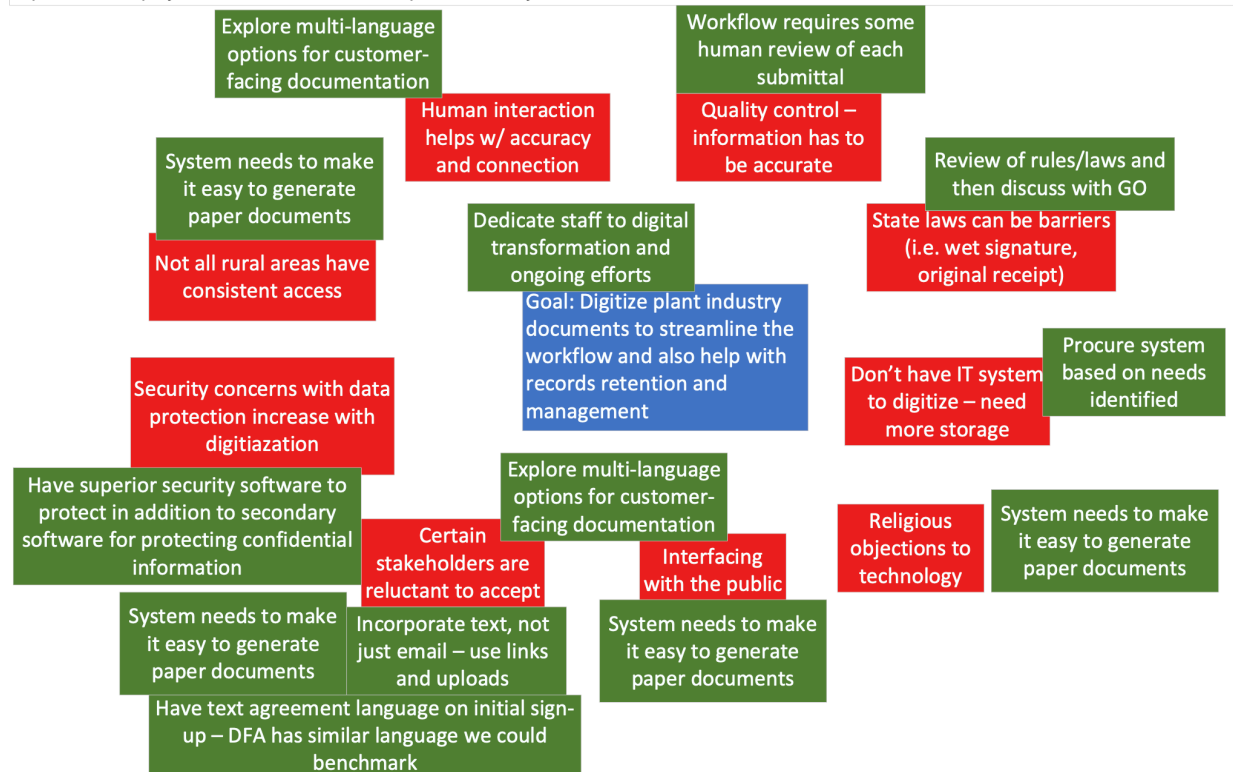 Explore multi-language
options for customer-
facing documentation
Workflow requires some
human review of each
submittal
Human interaction
helps w/ accuracy
and connection
Quality control –
information has to
be accurate
System needs to make
it easy to generate
paper documents
Review of rules/laws and
then discuss with GO
Not all rural areas have
consistent access
Dedicate staff to digital
transformation and
ongoing efforts
State laws can be barriers
(i.e. wet signature,
original receipt)
Goal: Digitize plant industry
documents to streamline the
workflow and also help with
records retention and
management
Security concerns with data
protection increase with
digitiazation
Don’t have IT system
to digitize – need
more storage
Procure system
based on needs
identified
Have superior security software to
protect in addition to secondary
software for protecting confidential
information
Explore multi-language
options for customer-
facing documentation
Certain
stakeholders are
reluctant to accept
Interfacing
with the public
Religious
objections to
technology
System needs to make
it easy to generate
paper documents
System needs to make
it easy to generate
paper documents
Incorporate text, not
just email – use links
and uploads
System needs to make
it easy to generate
paper documents
Have text agreement language on initial sign-
up – DFA has similar language we could
benchmark